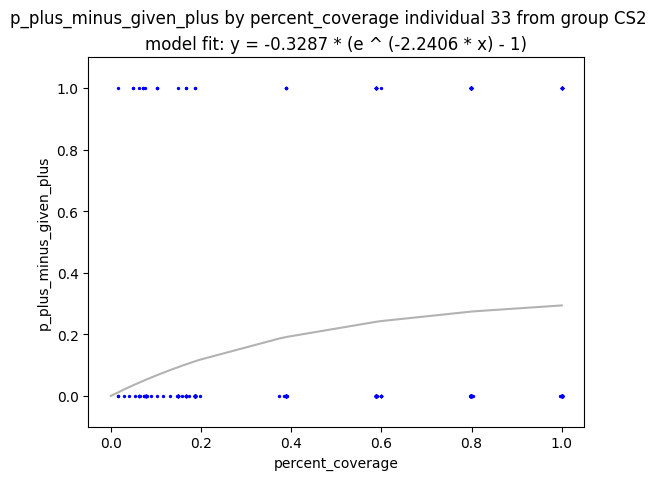 p_plus_minus_given_plus by percent_coverage individual 33 from group CS2
model fit: y = -0.3287 * (e ^ (-2.2406 * x) - 1)
1.0
0.8
0.6
0.4
0.2
0.0
p_plus_minus_given_plus
0.0 0.2 0.4 0.6 0.8 1.0
percent_coverage